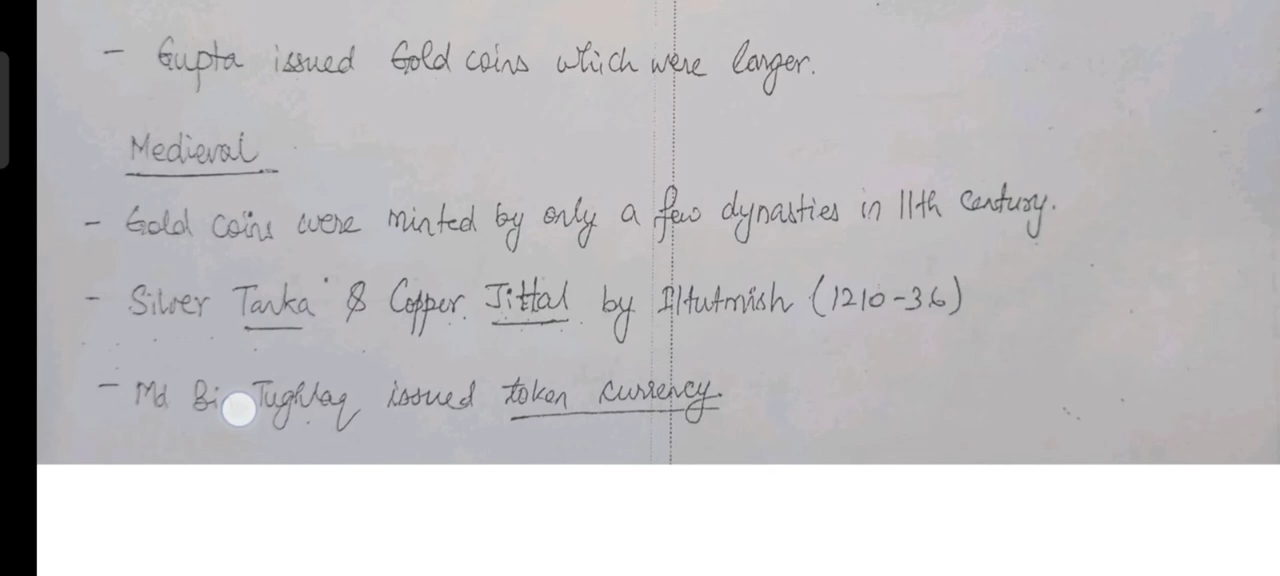 - Gupta issued Gold coins which were larger.
Medieval
- Gold coins were minted by only a few dynasties in 11th Century.
- Silver Tanka & Copper Jittal by Iltutmish (1210-36)
- Md Bi Tughlaq issued token currency.